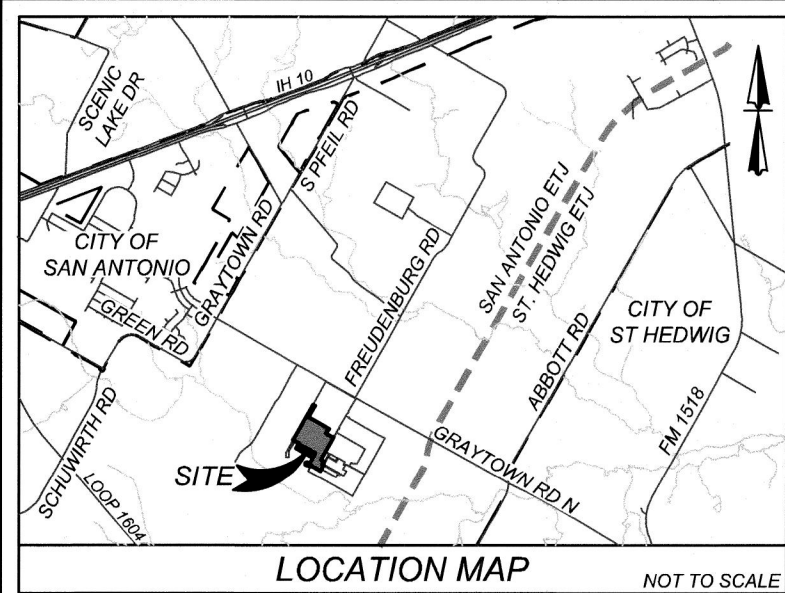 SCENIC
LAKE DR
IH 10
S PFEIL RD
CITY OF
SAN ANTONIO
GRAYTOWN RD
GREEN RD
SCHUWIRTH RD
LOOP 1604
FREUDENBURG RD
SAN ANTONIO ETJ
ST. HEDWIG ETJ
ABBOTT RD
CITY OF
ST HEDWIG
FM 1518
GRAYTOWN RD N
SITE
LOCATION MAP
NOT TO SCALE